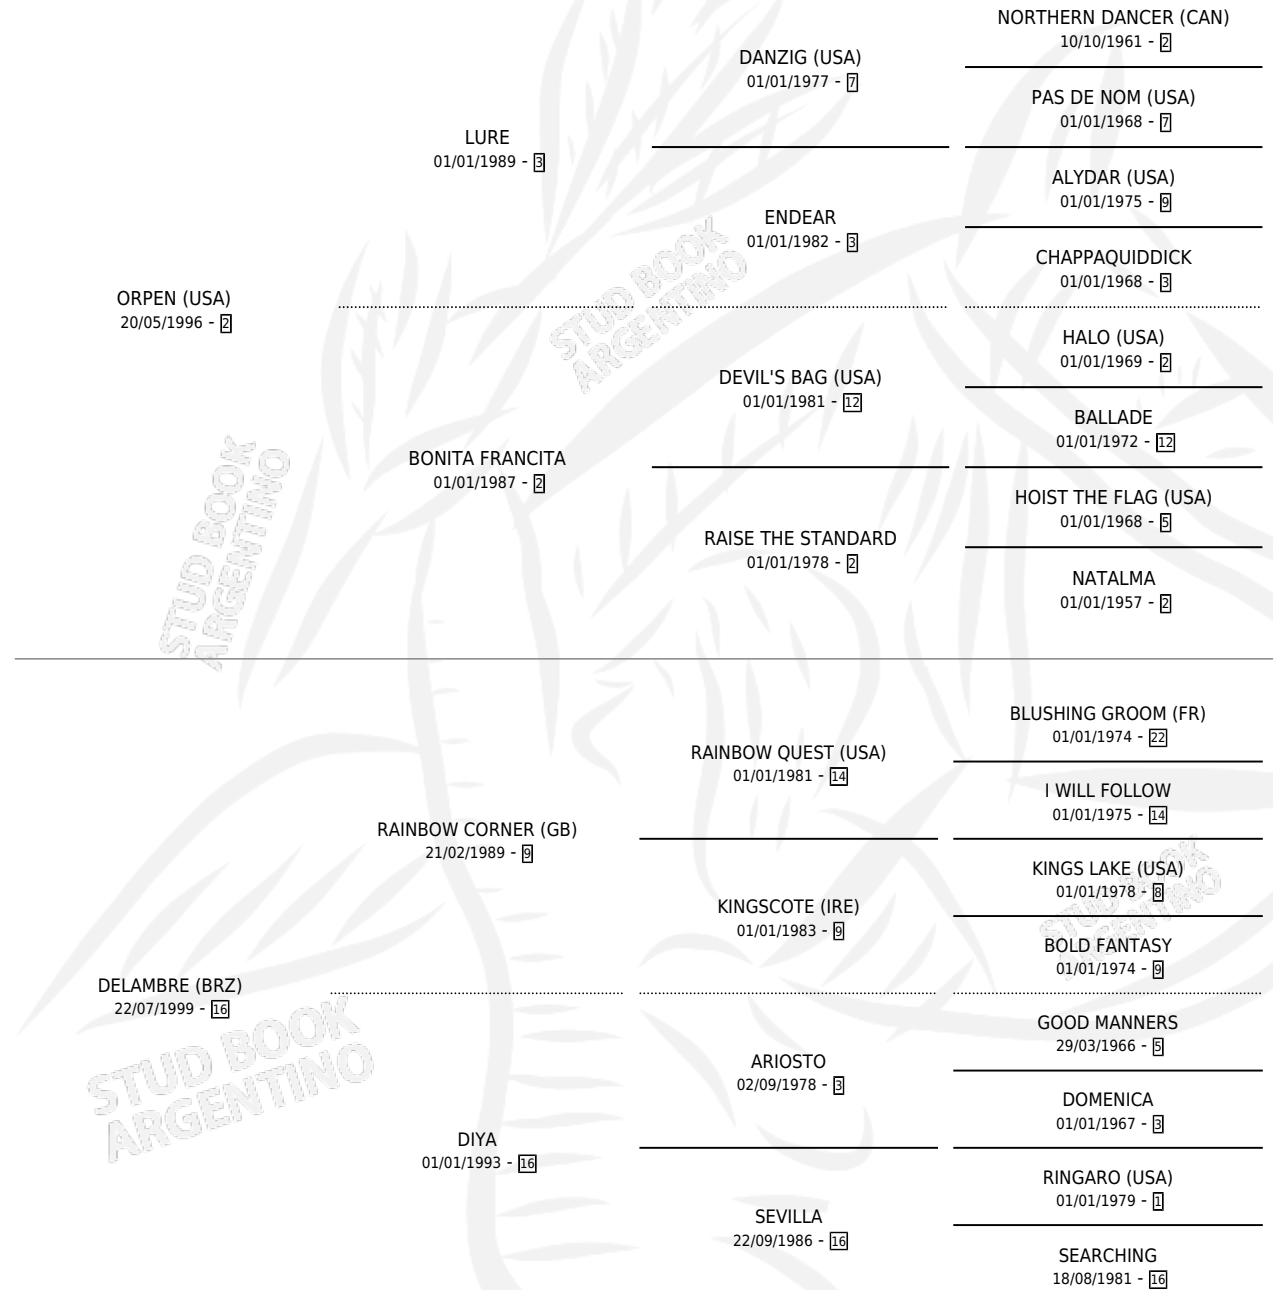 NORTHERN DANCER (CAN)
10/10/1961 - 2
DANZIG (USA)
01/01/1977 - 7
PAS DE NOM (USA)
01/01/1968 - 7
LURE
01/01/1989 - 3
ALYDAR (USA)
01/01/1975 - 9
ENDEAR
01/01/1982 - 3
CHAPPAQUIDDICK
01/01/1968 - 3
ORPEN (USA)
20/05/1996 - 2
HALO (USA)
01/01/1969 - 2
DEVIL'S BAG (USA)
01/01/1981 - 12
BALLADE
01/01/1972 - 12
BONITA FRANCITA
01/01/1987 - 2
HOIST THE FLAG (USA)
01/01/1968 - 5
RAISE THE STANDARD
01/01/1978 - 2
NATALMA
01/01/1957 - 2
BLUSHING GROOM (FR)
01/01/1974 - 22
RAINBOW QUEST (USA)
01/01/1981 - 14
I WILL FOLLOW
01/01/1975 - 14
RAINBOW CORNER (GB)
21/02/1989 - 9
KINGS LAKE (USA)
01/01/1978 - 8
KINGSCOTE (IRE)
01/01/1983 - 9
BOLD FANTASY
01/01/1974 - 9
DELAMBRE (BRZ)
22/07/1999 - 16
GOOD MANNERS
29/03/1966 - 5
ARIOSTO
02/09/1978 - 3
DOMENICA
01/01/1967 - 3
DIYA
01/01/1993 - 16
RINGARO (USA)
01/01/1979 - 1
SEVILLA
22/09/1986 - 16
SEARCHING
18/08/1981 - 16
STUD BOOK
ARGENTINO
STUD BOOK
ARGENTINO
STUD BOOK
ARGENTINO
STUD BOOK
ARGENTINO